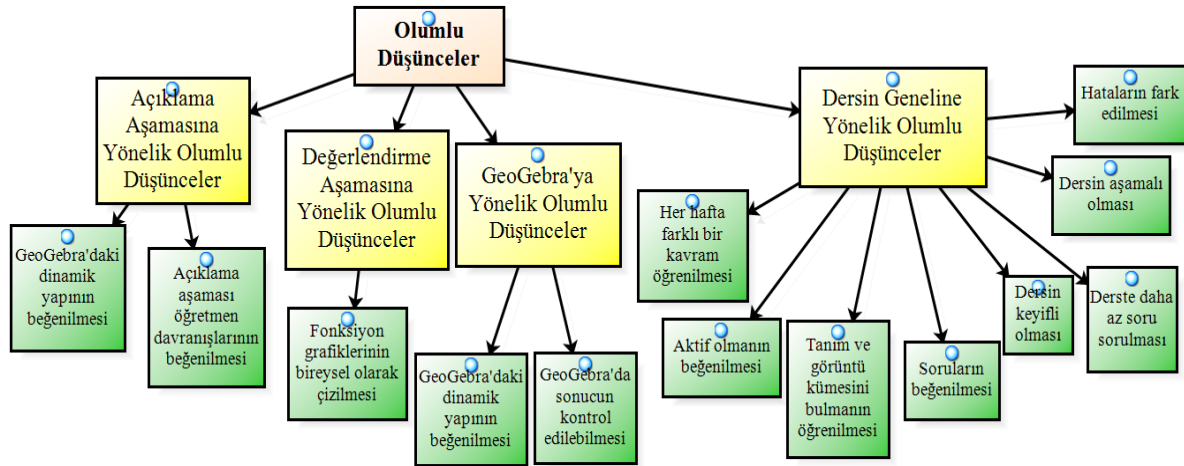 Olumlu
Düşünceler
Açıklama
Aşamasına
Yönelik Olumlu
Düşünceler
Değerlendirme
Aşamasına
Yönelik Olumlu
Düşünceler
GeoGebra'ya
Yönelik Olumlu
Düşünceler
Dersin Geneline
Yönelik Olumlu
Düşünceler
Hataların fark
edilmesi
Dersin aşamalı
olması
GeoGebra'daki
dinamik
yapının
beğenilmesi
Açıklama
aşaması
öğretmen
davranışlarının
beğenilmesi
Fonksiyon
grafiklerinin
bireysel olarak
çizilmesi
GeoGebra'daki
dinamik
yapının
beğenilmesi
GeoGebra'da
sonucun
kontrol
edilebilmesi
Her hafta
farklı bir
kavram
öğrenilmesi
Aktif olmanın
beğenilmesi
Tanım ve
görüntü
kümesini
bulmanın
öğrenilmesi
Soruların
beğenilmesi
Dersin
keyifli
olması
Derste daha
az soru
sorulması